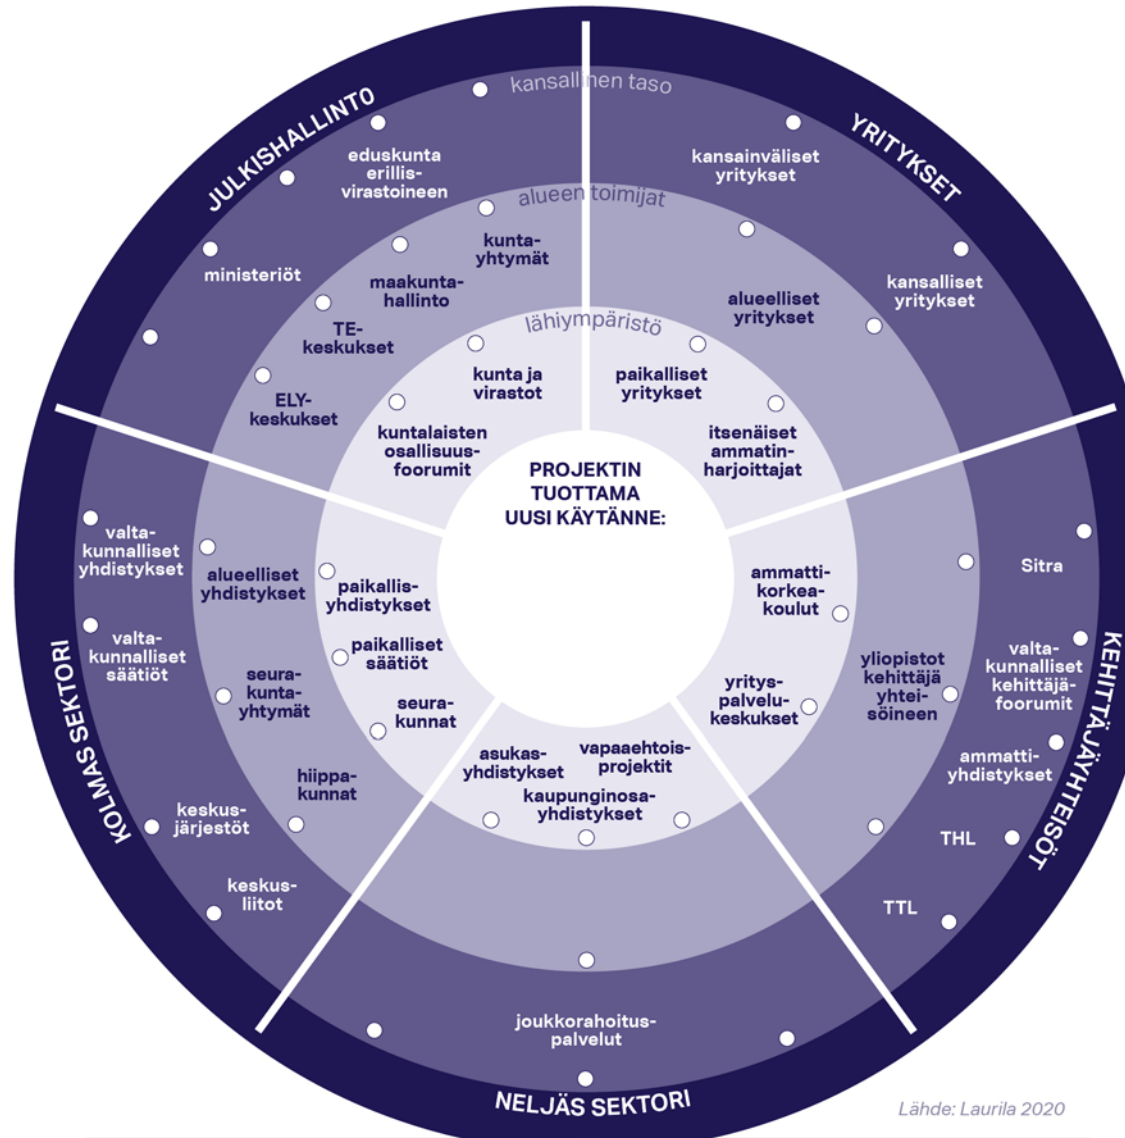 kansallinen taso
alueen toimijat
lähiympäristö
JULKISHALLINTO
eduskunta
erillis-
virastoineen
ministeriöt
kunta-
yhtymät
maakunta-
hallinto
TE-
keskukset
ELY-
keskukset
kunta ja
virastot
kuntalaisten
osallisuus-
foorumit
YRITYKSET
kansainväliset
yritykset
kansalliset
yritykset
alueelliset
yritykset
paikalliset
yritykset
itsenäiset
ammatin-
harjoittajat
PROJEKTIN
TUOTTAMA
UUSI KÄYTÄNNE:
KOLMAS SEKTORI
valta-
kunnalliset
yhdistykset
valta-
kunnalliset
säätiöt
keskus-
järjestöt
keskus-
liitot
alueelliset
yhdistykset
seura-
kunta-
yhtymät
hiippa-
kunnat
paikallis-
yhdistykset
paikalliset
säätiöt
seura-
kunnat
KEHITTÄJÄYHTEISÖT
ammatti-
korkea-
koulut
yritys-
palvelu-
keskukset
yliopistot
kehittäjä
yhtei-
söineen
Sitra
valta-
kunnalliset
kehittäjä-
foorumit
ammatti-
yhdistykset
THL
TTL
asukas-
yhdistykset
vapaaehtois-
projektit
kaupunginosa-
yhdistykset
joukkorahoitus-
palvelut
NELJÄS SEKTORI
Lähde: Laurila 2020